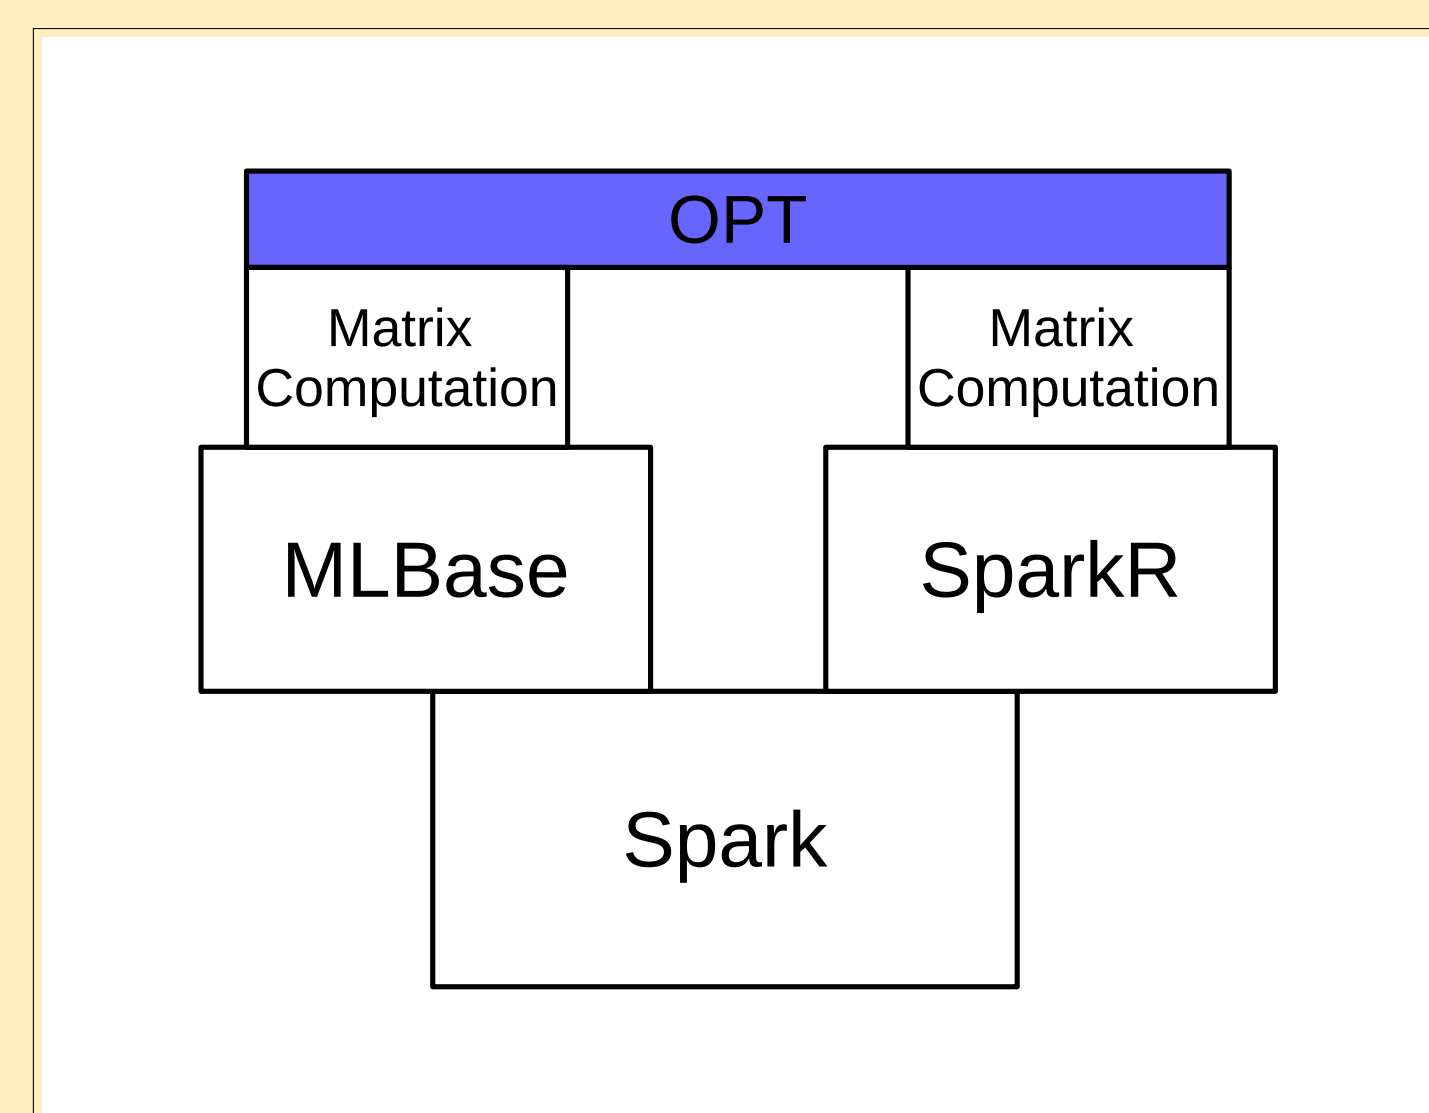 OPT
Matrix
Computation
Matrix
Computation
MLBase
SparkR
Spark